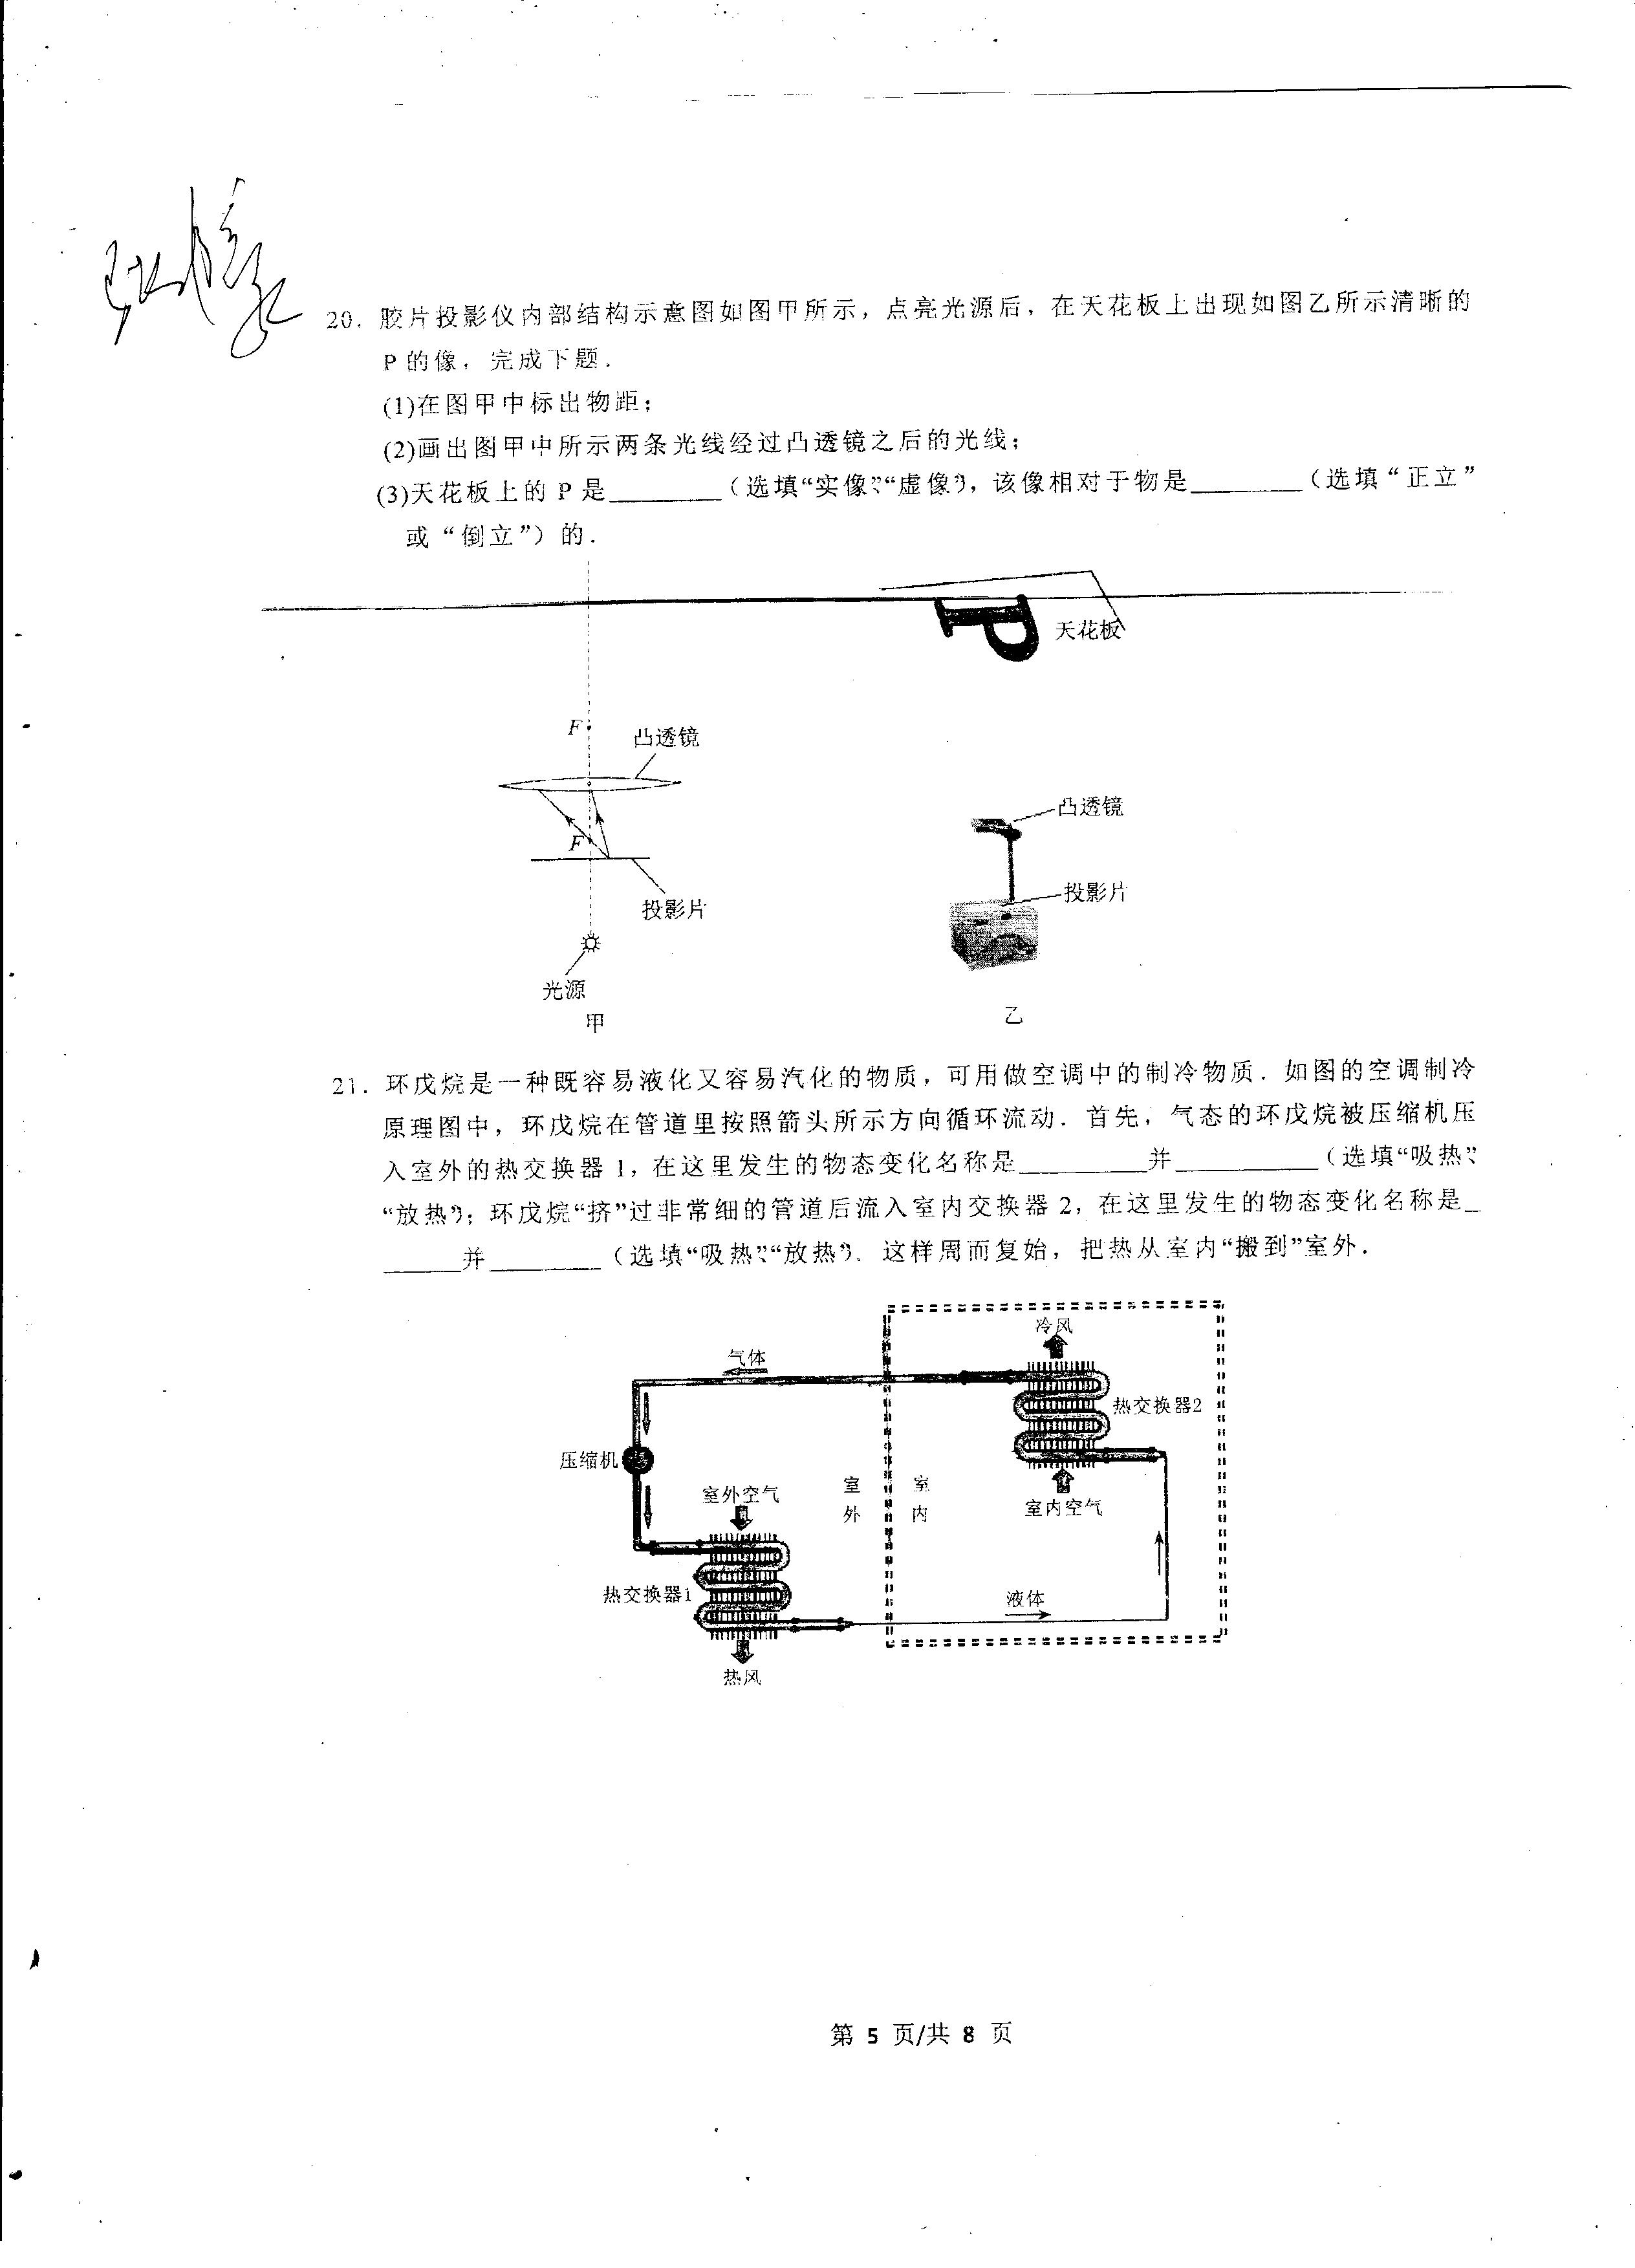 20. 胶片投影仪内部结构示意图如图甲所示，点亮光源后，在天花板上出现如图乙所示清晰的
P 的像，完成下题．
(1)在图甲中标出物距；
(2)画出图甲中所示两条光线经过凸透镜之后的光线；
(3)天花板上的 P 是________（选填“实像”“虛像”），该像相对于物是________（选填“正立”
或“倒立”）的．
P
天花板
F
凸透镜
F
投影片
光源
甲
凸透镜
投影片
乙
21. 环戊烷是一种既容易液化又容易汽化的物质，可用做空调中的制冷物质．如图的空调制冷
原理图中，环戊烷在管道里按照箭头所示方向循环流动．首先，气态的环戊烷被压缩机压
入室外的热交换器 1，在这里发生的物态变化名称是_________并__________（选填“吸热”
“放热”）；环戊烷“挤”过非常细的管道后流入室内交换器 2，在这里发生的物态变化名称是_
______并________（选填“吸热”“放热”）．这样周而复始，把热从室内“搬到”室外．
冷风
气体
热交换器2
压缩机
室外空气
室外
室内
室内空气
热交换器1
液体
热风
第 5 页/共 8 页